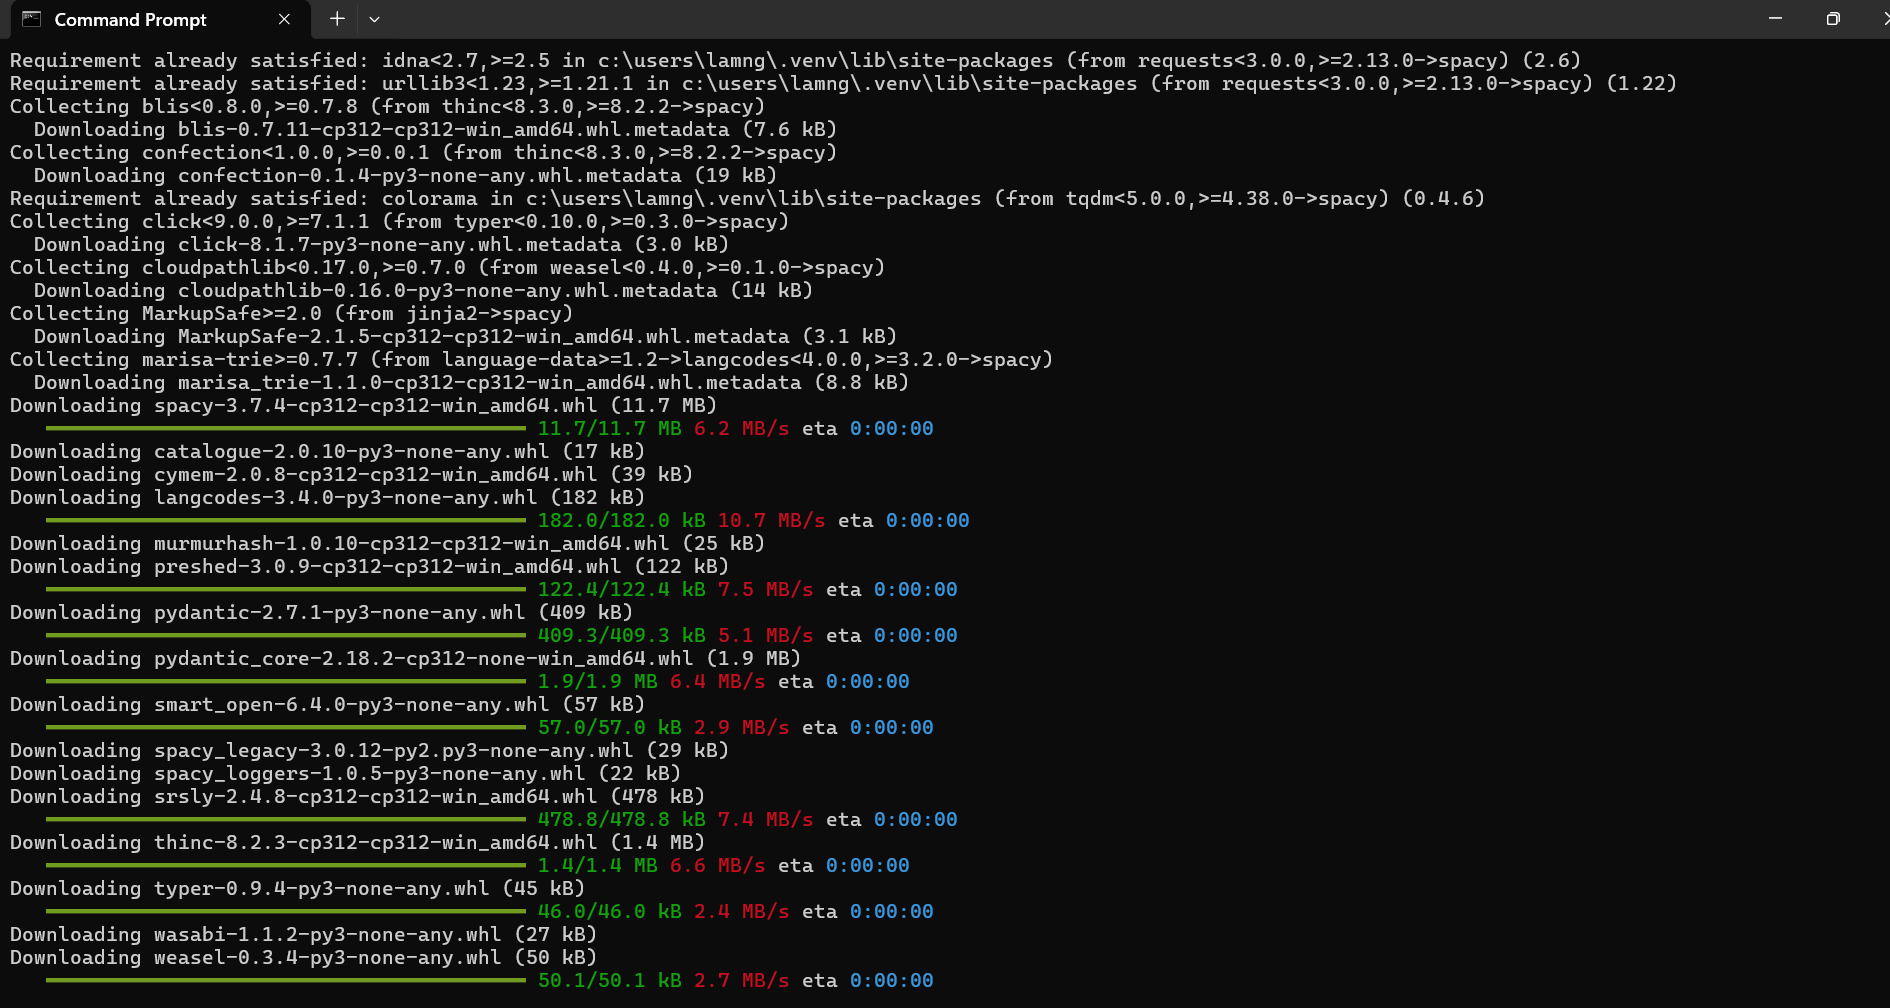 Command Prompt
Requirement already satisfied: idna<2.7,>=2.5 in c:\users\lamng\.venv\lib\site-packages (from requests<3.0.0,>=2.13.0->spacy) (2.6)
Requirement already satisfied: urllib3<1.23,>=1.21.1 in c:\users\lamng\.venv\lib\site-packages (from requests<3.0.0,>=2.13.0->spacy) (1.22)
Collecting blis<0.8.0,>=0.7.8 (from thinc<8.3.0,>=8.2.2->spacy)
  Downloading blis-0.7.11-cp312-cp312-win_amd64.whl.metadata (7.6 kB)
Collecting confection<1.0.0,>=0.0.1 (from thinc<8.3.0,>=8.2.2->spacy)
  Downloading confection-0.1.4-py3-none-any.whl.metadata (19 kB)
Requirement already satisfied: colorama in c:\users\lamng\.venv\lib\site-packages (from tqdm<5.0.0,>=4.38.0->spacy) (0.4.6)
Collecting click<9.0.0,>=7.1.1 (from typer<0.10.0,>=0.3.0->spacy)
  Downloading click-8.1.7-py3-none-any.whl.metadata (3.0 kB)
Collecting cloudpathlib<0.17.0,>=0.7.0 (from weasel<0.4.0,>=0.1.0->spacy)
  Downloading cloudpathlib-0.16.0-py3-none-any.whl.metadata (14 kB)
Collecting MarkupSafe>=2.0 (from jinja2->spacy)
  Downloading MarkupSafe-2.1.5-cp312-cp312-win_amd64.whl.metadata (3.1 kB)
Collecting marisa-trie>=0.7.7 (from language-data>=1.2->langcodes<4.0.0,>=3.2.0->spacy)
  Downloading marisa_trie-1.1.0-cp312-cp312-win_amd64.whl.metadata (8.8 kB)
Downloading spacy-3.7.4-cp312-cp312-win_amd64.whl (11.7 MB)
11.7/11.7 MB 6.2 MB/s eta 0:00:00
Downloading catalogue-2.0.10-py3-none-any.whl (17 kB)
Downloading cymem-2.0.8-cp312-cp312-win_amd64.whl (39 kB)
Downloading langcodes-3.4.0-py3-none-any.whl (182 kB)
182.0/182.0 kB 10.7 MB/s eta 0:00:00
Downloading murmurhash-1.0.10-cp312-cp312-win_amd64.whl (25 kB)
Downloading preshed-3.0.9-cp312-cp312-win_amd64.whl (122 kB)
122.4/122.4 kB 7.5 MB/s eta 0:00:00
Downloading pydantic-2.7.1-py3-none-any.whl (409 kB)
409.3/409.3 kB 5.1 MB/s eta 0:00:00
Downloading pydantic_core-2.18.2-cp312-none-win_amd64.whl (1.9 MB)
1.9/1.9 MB 6.4 MB/s eta 0:00:00
Downloading smart_open-6.4.0-py3-none-any.whl (57 kB)
57.0/57.0 kB 2.9 MB/s eta 0:00:00
Downloading spacy_legacy-3.0.12-py2.py3-none-any.whl (29 kB)
Downloading spacy_loggers-1.0.5-py3-none-any.whl (22 kB)
Downloading srsly-2.4.8-cp312-cp312-win_amd64.whl (478 kB)
478.8/478.8 kB 7.4 MB/s eta 0:00:00
Downloading thinc-8.2.3-cp312-cp312-win_amd64.whl (1.4 MB)
1.4/1.4 MB 6.6 MB/s eta 0:00:00
Downloading typer-0.9.4-py3-none-any.whl (45 kB)
46.0/46.0 kB 2.4 MB/s eta 0:00:00
Downloading wasabi-1.1.2-py3-none-any.whl (27 kB)
Downloading weasel-0.3.4-py3-none-any.whl (50 kB)
50.1/50.1 kB 2.7 MB/s eta 0:00:00